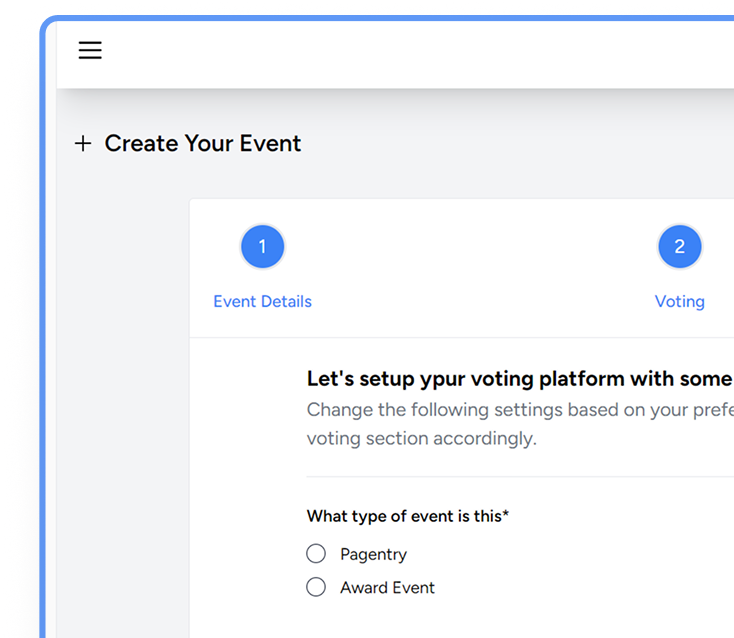 + Create Your Event
1 2
Event Details Voting
Let's setup ypur voting platform with some
Change the following settings based on your prefe
voting section accordingly.
What type of event is this*
Pagentry
Award Event